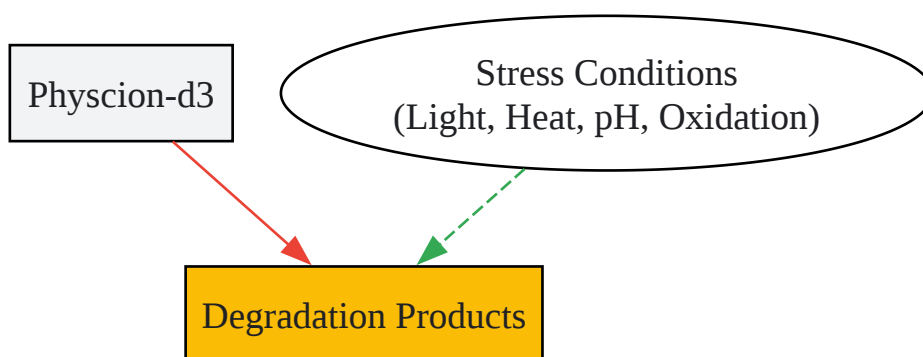 Physcion-d3
Stress Conditions
(Light, Heat, pH, Oxidation)
Degradation Products